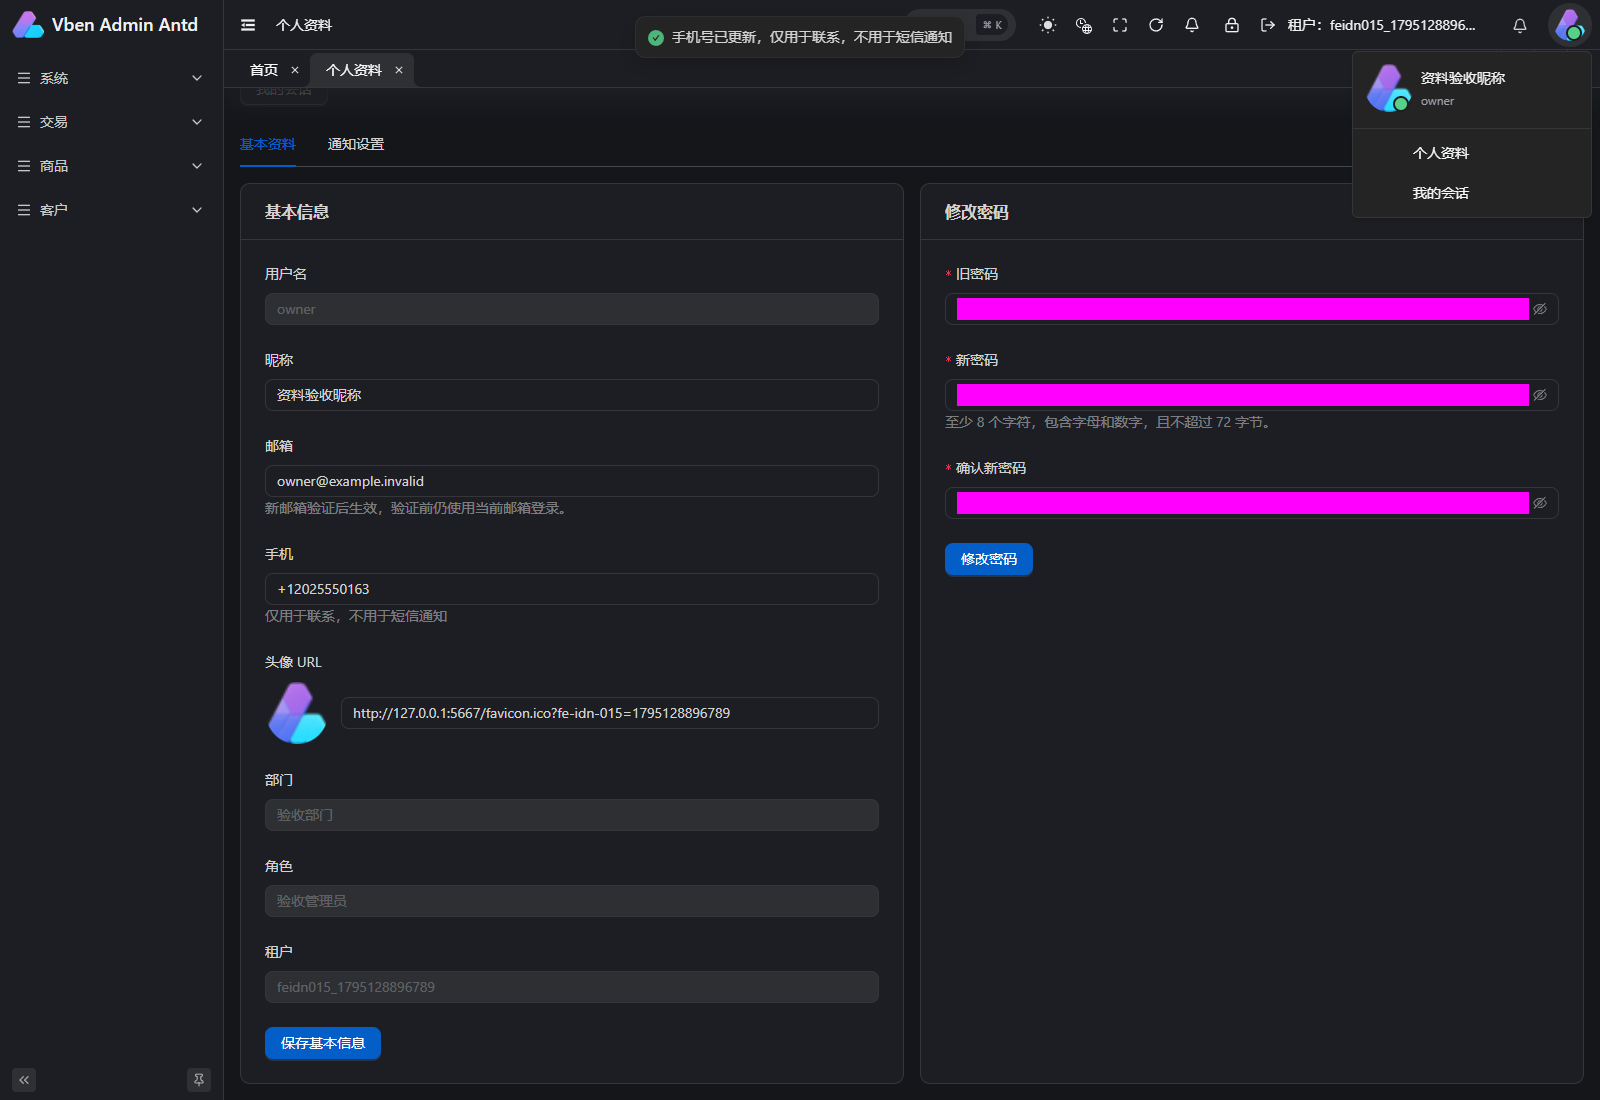 Vben Admin Antd
个人资料
手机号已更新，仅用于联系，不用于短信通知
⌘ K
租户：feidn015_1795128896...
系统
交易
商品
客户
首页
个人资料
我的会话
资料验收昵称
owner
个人资料
我的会话
基本资料
通知设置
基本信息
用户名
owner
昵称
资料验收昵称
邮箱
owner@example.invalid
新邮箱验证后生效，验证前仍使用当前邮箱登录。
手机
+12025550163
仅用于联系，不用于短信通知
头像 URL
http://127.0.0.1:5667/favicon.ico?fe-idn-015=1795128896789
部门
验收部门
角色
验收管理员
租户
feidn015_1795128896789
保存基本信息
修改密码
* 旧密码
* 新密码
至少 8 个字符，包含字母和数字，且不超过 72 字节。
* 确认新密码
修改密码